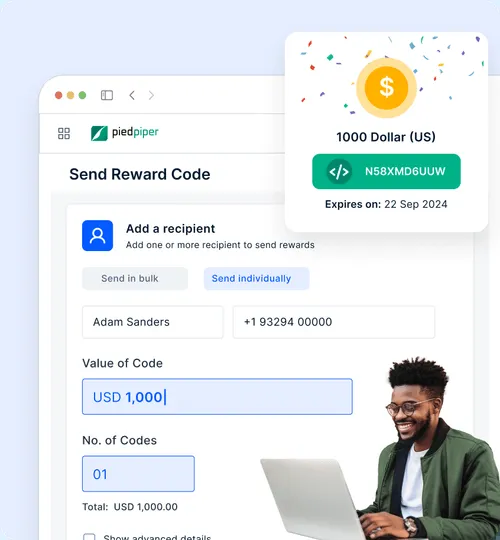 piedpiper
Send Reward Code
$
1000 Dollar (US)
</> N58XMD6UUW
Expires on: 22 Sep 2024
Add a recipient
Add one or more recipient to send rewards
Send in bulk
Send individually
Adam Sanders
+1 93294 00000
Value of Code
USD 1,000
No. of Codes
01
Total: USD 1,000.00
Show advanced details